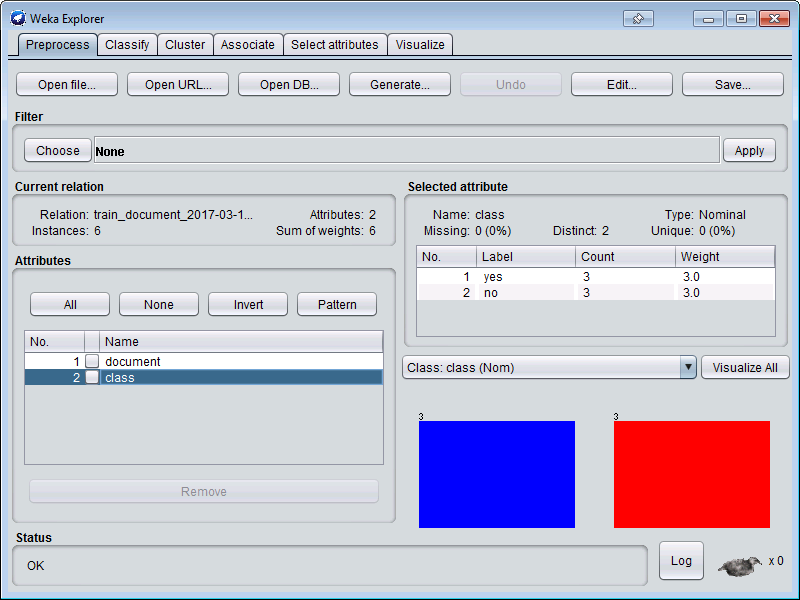 Weka Explorer
Preprocess Classify Cluster Associate Select attributes Visualize
Open file... Open URL... Open DB... Generate... Undo Edit... Save...
Filter
Choose None Apply
Current relation
Relation: train_document_2017-03-1... Attributes: 2
Instances: 6 Sum of weights: 6
Attributes
All None Invert Pattern
No. Name
1 document
2 class
Remove
Selected attribute
Name: class Type: Nominal
Missing: 0 (0%) Distinct: 2 Unique: 0 (0%)
No. Label Count Weight
1 yes 3 3.0
2 no 3 3.0
Class: class (Nom) Visualize All
3 3
Status
OK Log x 0